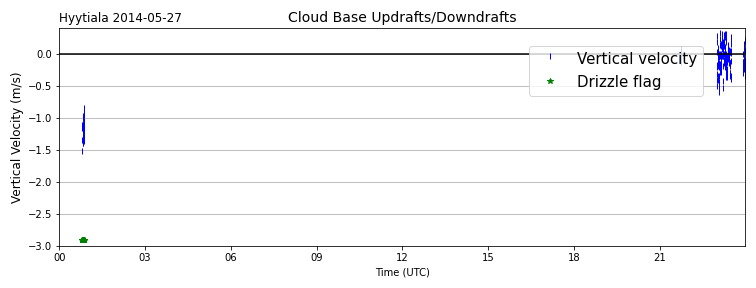 Hyytiala 2014-05-27
Cloud Base Updrafts/Downdrafts
Vertical Velocity (m/s)
0.0
−0.5
−1.0
−1.5
−2.0
−2.5
−3.0
Vertical velocity
Drizzle flag
00 03 06 09 12 15 18 21
Time (UTC)